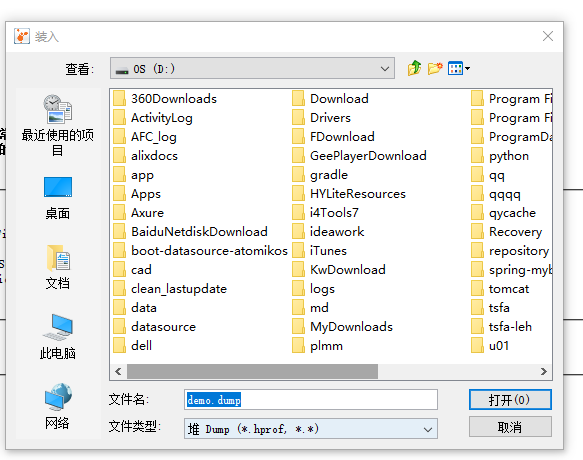 装入
查看:
OS (D:)
最近使用的项
目
桌面
文档
此电脑
网络
360Downloads
ActivityLog
AFC_log
alixdocs
app
Apps
Axure
BaiduNetdiskDownload
boot-datasource-atomikos
cad
clean_lastupdate
data
datasource
dell
Download
Drivers
FDownload
GeePlayerDownload
gradle
HYLiteResources
i4Tools7
ideawork
iTunes
KwDownload
logs
md
MyDownloads
plmm
Program Fi
Program Fi
ProgramDa
python
qq
qqqq
qycache
Recovery
repository
spring-myb
tomcat
tsfa
tsfa-leh
u01
文件名:
demo.dump
打开(O)
文件类型:
堆 Dump (*.hprof, *.*)
取消